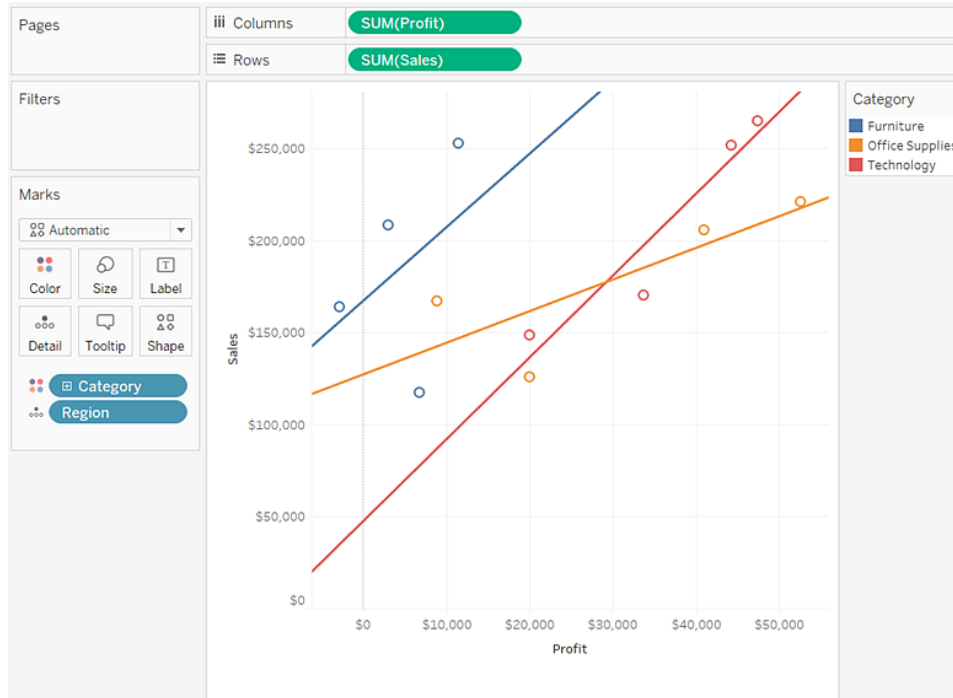 Pages
Columns
SUM(Profit)
Rows
SUM(Sales)
Filters
Marks
Automatic
Color
Size
Label
Detail
Tooltip
Shape
Category
Region
Sales
$250,000
$200,000
$150,000
$100,000
$50,000
$0
$0
$10,000
$20,000
$30,000
$40,000
$50,000
Profit
Category
Furniture
Office Supplies
Technology